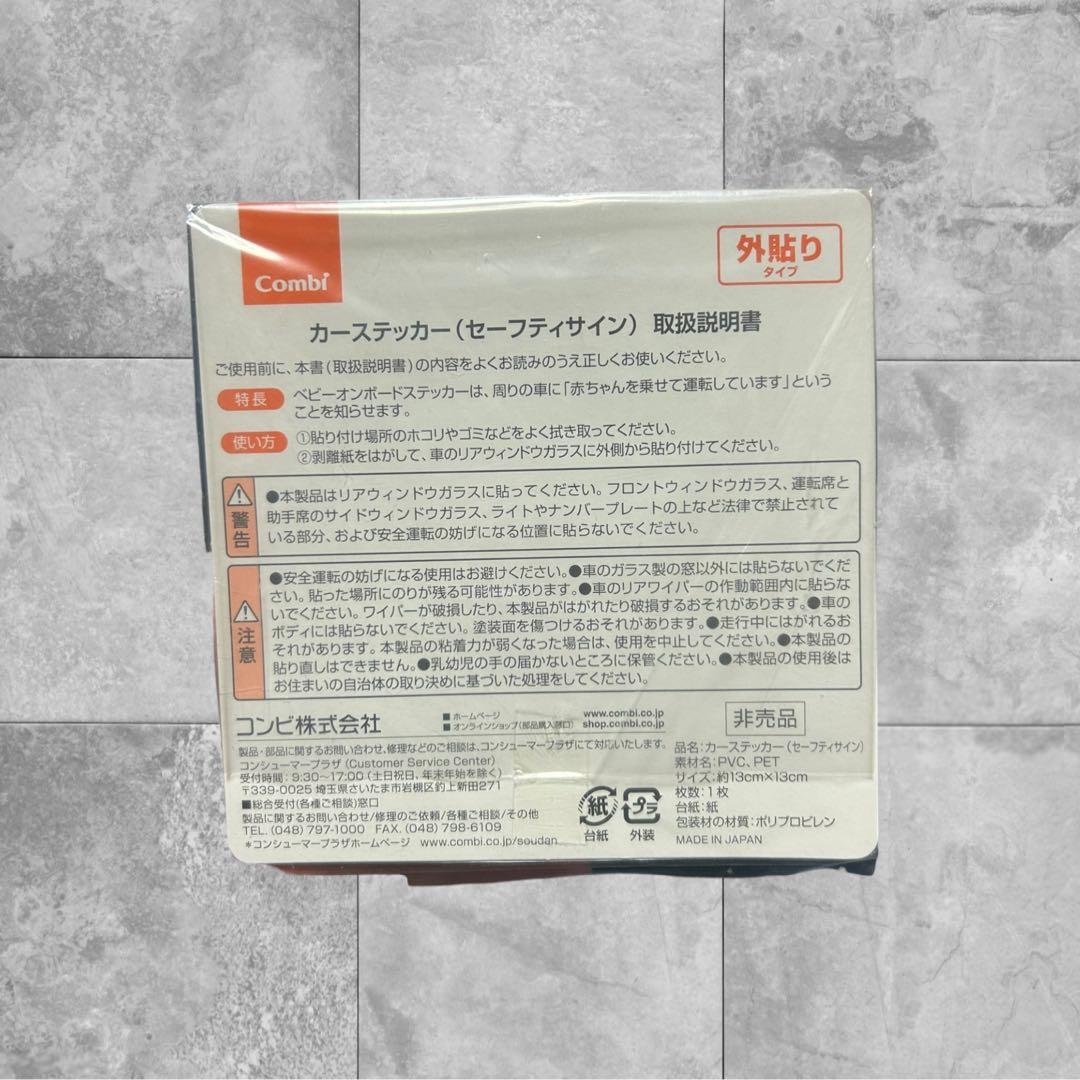 Combi
外貼り
タイプ
カーステッカー(セーフティサイン) 取扱説明書
ご使用前に、本書(取扱説明書)の内容をよくお読みのうえ正しくお使いください。
特長 ベビーオンボードステッカーは、周りの車に「赤ちゃんを乗せて運転しています」という
ことを知らせます。
使い方 ①貼り付け場所のホコリやゴミなどをよく拭き取ってください。
②剥離紙をはがして、車のリアウィンドウガラスに外側から貼り付けてください。
警告
●本製品はリアウィンドウガラスに貼ってください。フロントウィンドウガラス、運転席と
助手席のサイドウィンドウガラス、ライトやナンバープレートの上など法律で禁止されて
いる部分、および安全運転の妨げになる位置に貼らないでください。
注意
●安全運転の妨げになる使用はお避けください。●車のガラス製の窓以外には貼らないでくだ
さい。貼った場所にのりが残る可能性があります。●車のリアワイパーの作動範囲内に貼らな
いでください。ワイパーが破損したり、本製品がはがれたり破損するおそれがあります。●車の
ボディには貼らないでください。塗装面を傷つけるおそれがあります。●走行中にはがれるお
それがあります。本製品の粘着力が弱くなった場合は、使用を中止してください。●本製品の
貼り直しはできません。●乳幼児の手の届かないところに保管ください。●本製品の使用後は
お住まいの自治体の取り決めに基づいた処理をしてください。
コンビ株式会社
■ホームページ www.combi.co.jp
■オンラインショップ(部品購入窓口) shop.combi.co.jp
製品・部品に関するお問い合わせ、修理などのご相談は、コンシューマープラザにて対応いたします。
コンシューマープラザ (Customer Service Center)
受付時間:9:30~17:00(土日祝日、年末年始を除く)
〒339-0025 埼玉県さいたま市岩槻区釣上新田271
■総合受付(各種ご相談)窓口
製品に関するお問い合わせ/修理のご依頼/各種ご相談/その他
TEL. (048) 797-1000 FAX. (048) 798-6109
*コンシューマープラザホームページ www.combi.co.jp/soudan
紙
台紙
プラ
外装
非売品
品名:カーステッカー(セーフティサイン)
素材名:PVC、PET
サイズ:約13cm×13cm
枚数:1枚
台紙:紙
包装材の材質:ポリプロピレン
MADE IN JAPAN